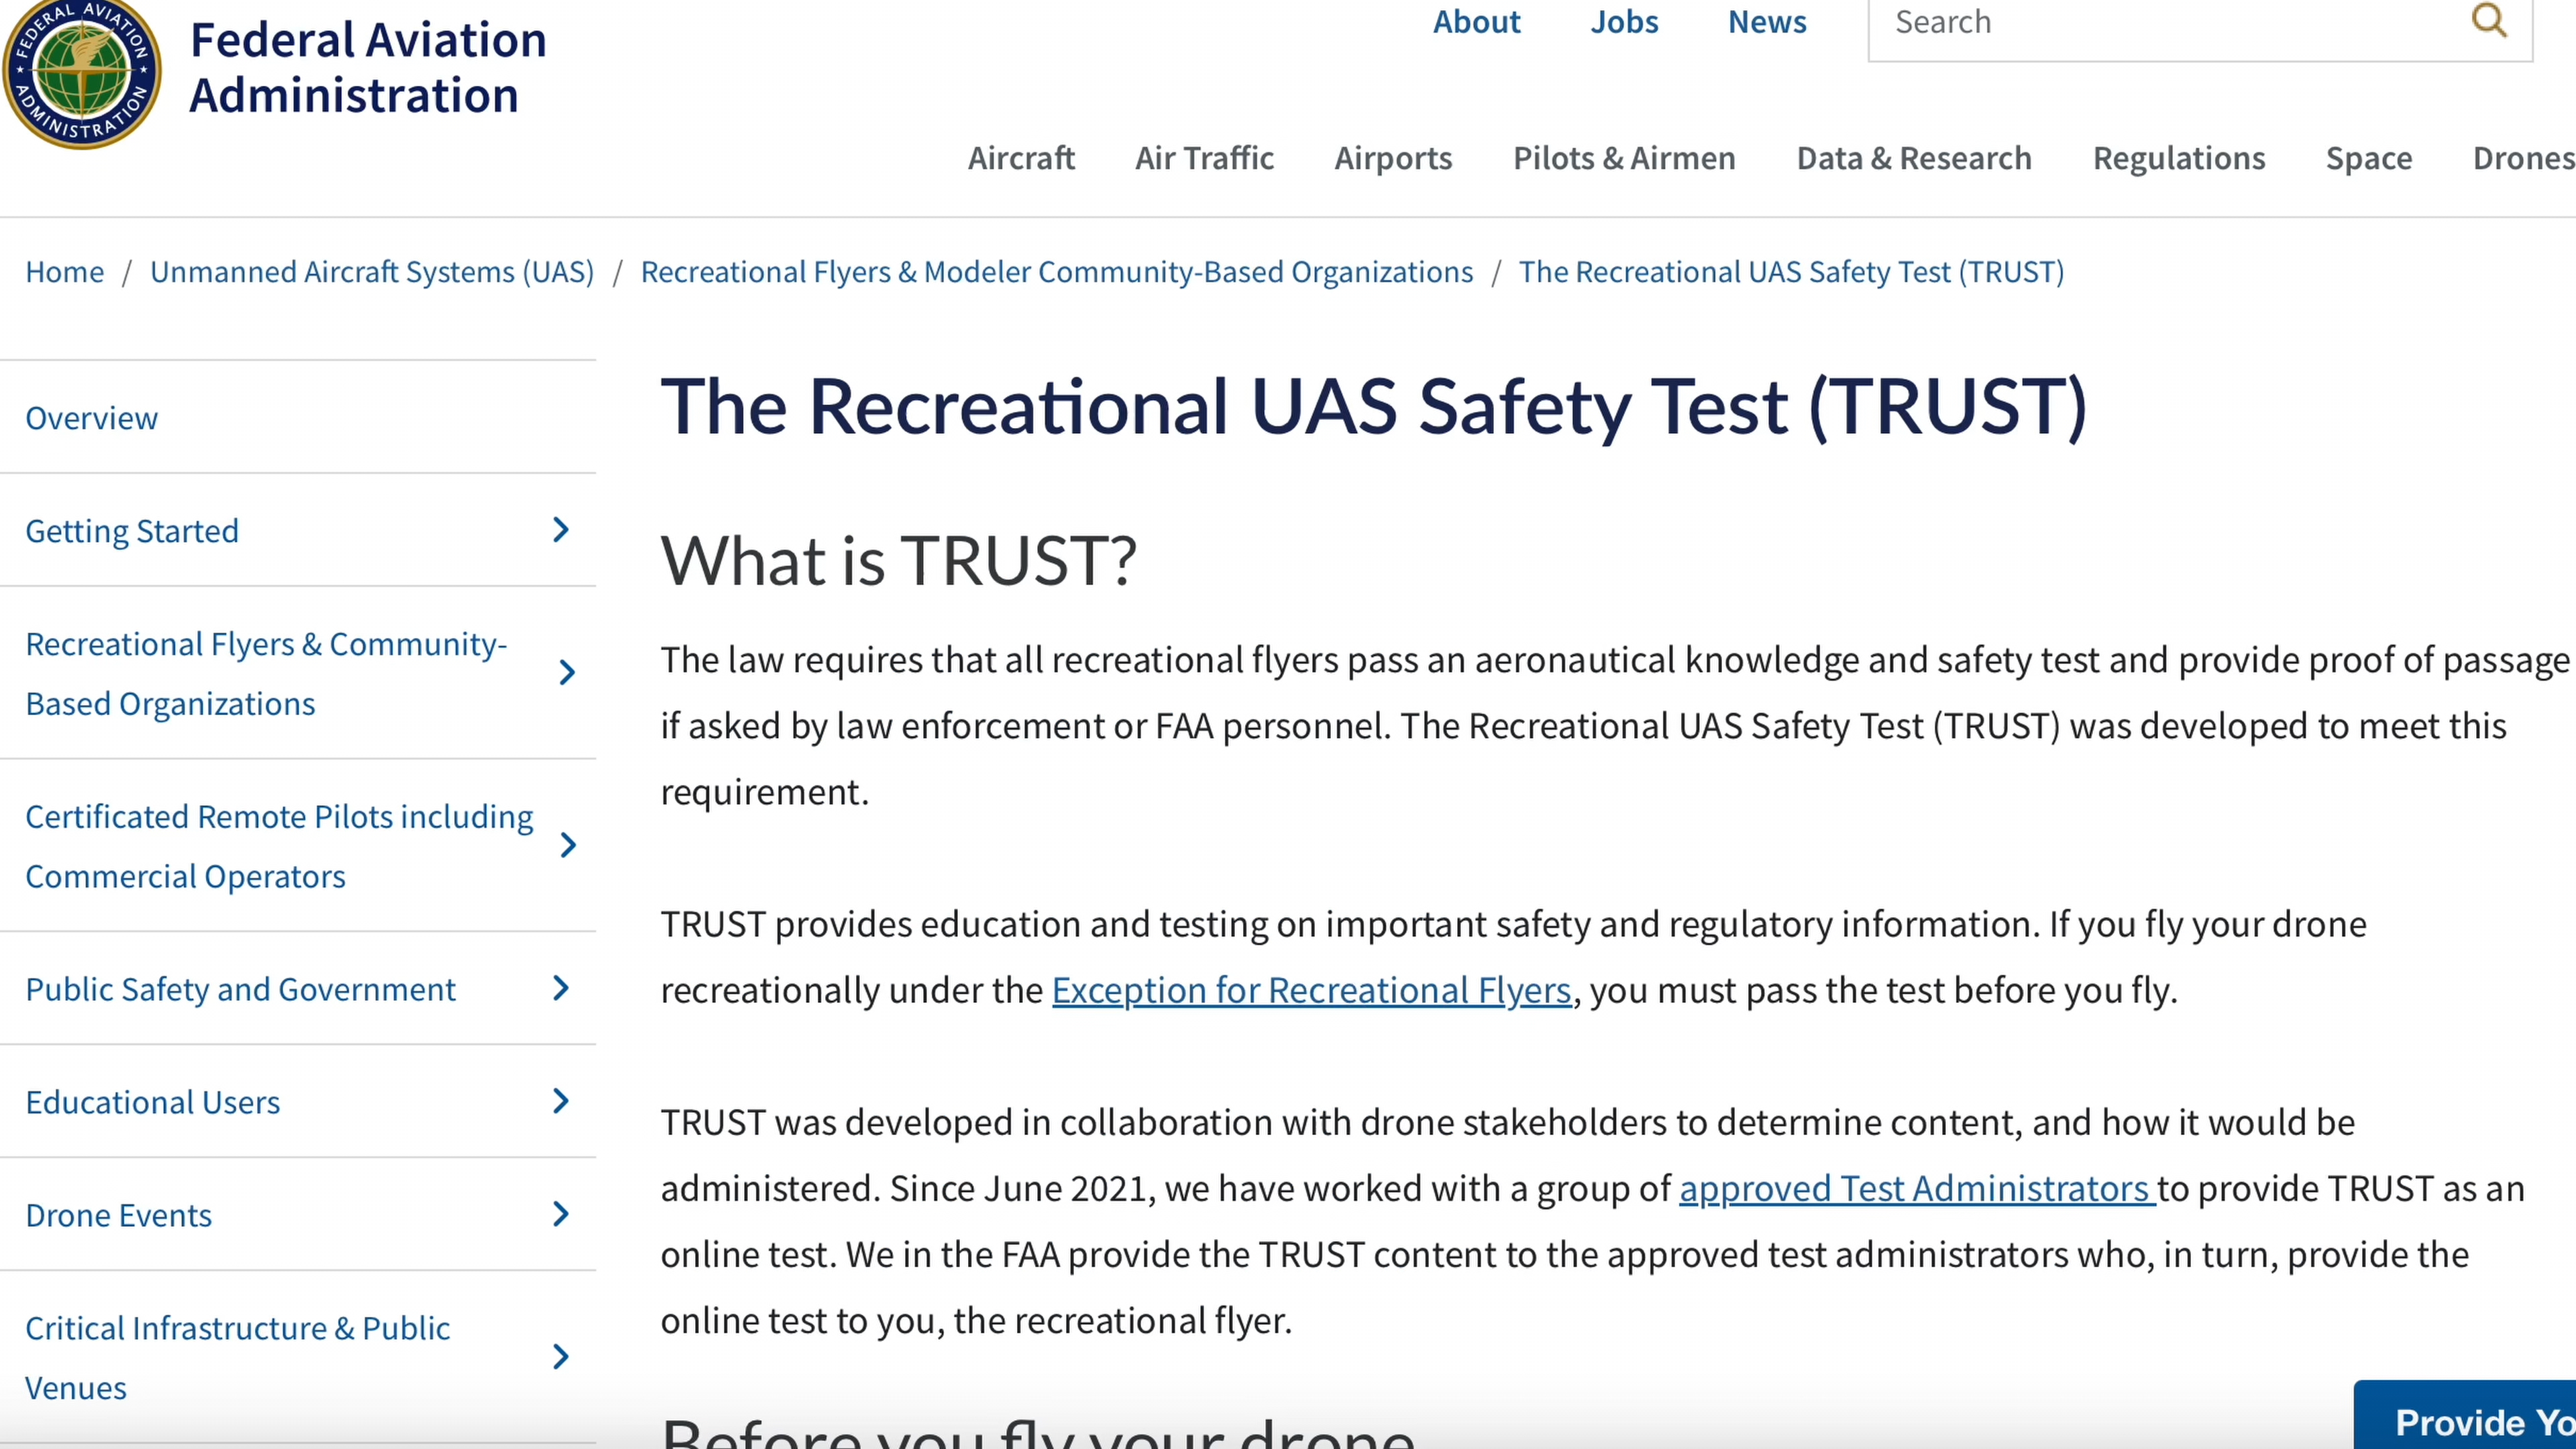 FEDERAL AVIATION ADMINISTRATION
Federal Aviation
Administration
About Jobs News Search
Aircraft Air Traffic Airports Pilots & Airmen Data & Research Regulations Space Drones
Home / Unmanned Aircraft Systems (UAS) / Recreational Flyers & Modeler Community-Based Organizations / The Recreational UAS Safety Test (TRUST)
Overview
Getting Started
Recreational Flyers & Community-
Based Organizations
Certificated Remote Pilots including
Commercial Operators
Public Safety and Government
Educational Users
Drone Events
Critical Infrastructure & Public
Venues
The Recreational UAS Safety Test (TRUST)
What is TRUST?
The law requires that all recreational flyers pass an aeronautical knowledge and safety test and provide proof of passage
if asked by law enforcement or FAA personnel. The Recreational UAS Safety Test (TRUST) was developed to meet this
requirement.
TRUST provides education and testing on important safety and regulatory information. If you fly your drone
recreationally under the Exception for Recreational Flyers, you must pass the test before you fly.
TRUST was developed in collaboration with drone stakeholders to determine content, and how it would be
administered. Since June 2021, we have worked with a group of approved Test Administrators to provide TRUST as an
online test. We in the FAA provide the TRUST content to the approved test administrators who, in turn, provide the
online test to you, the recreational flyer.
Before you fly your drone
Provide Yo